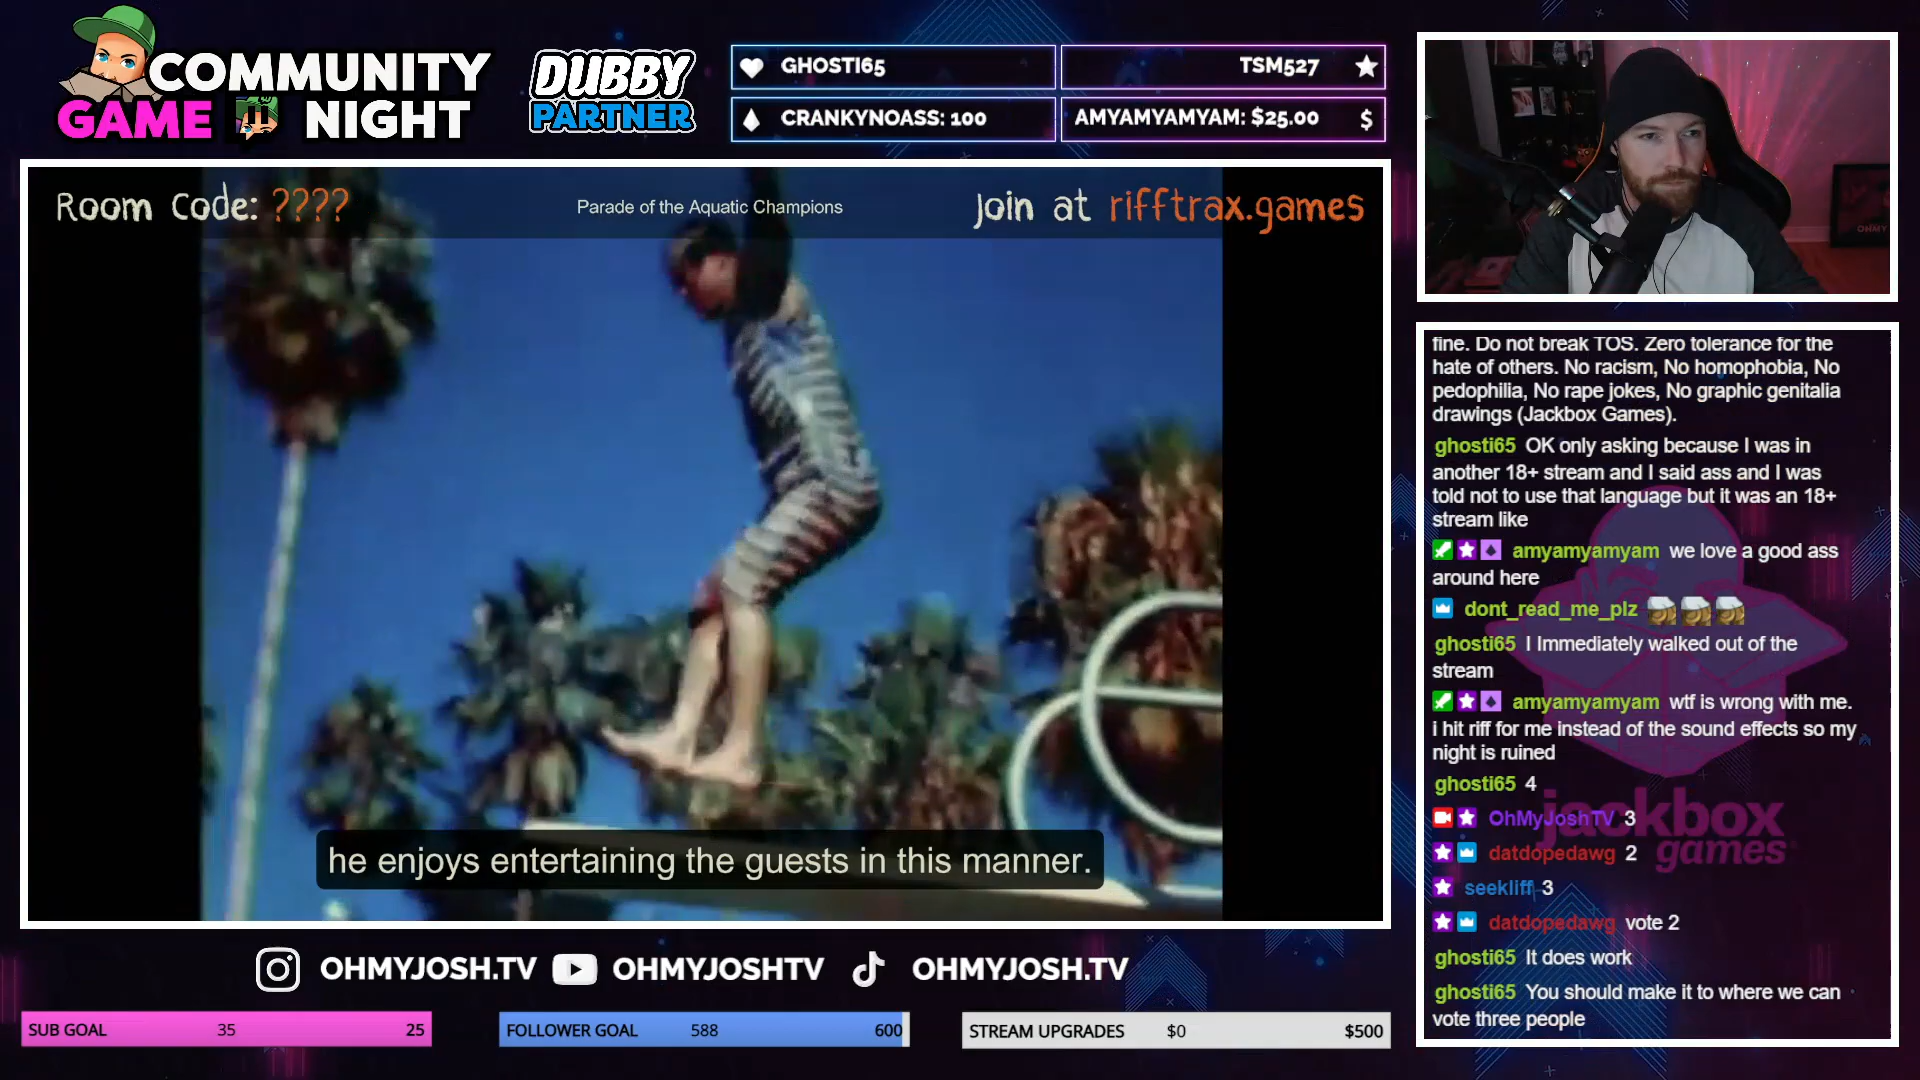 COMMUNITY
GAME NIGHT
DUBBY
PARTNER
GHOSTI65
TSM527
CRANKYNOASS: 100
AMYAMYAMYAM: $25.00 $
Room Code: ????
Parade of the Aquatic Champions
Join at rifftrax.games
he enjoys entertaining the guests in this manner.
OHMY
fine. Do not break TOS. Zero tolerance for the
hate of others. No racism, No homophobia, No
pedophilia, No rape jokes, No graphic genitalia
drawings (Jackbox Games).
ghosti65 OK only asking because I was in
another 18+ stream and I said ass and I was
told not to use that language but it was an 18+
stream like
amyamyamyam we love a good ass
around here
dont_read_me_plz
ghosti65 I Immediately walked out of the
stream
amyamyamyam wtf is wrong with me.
i hit riff for me instead of the sound effects so my
night is ruined
ghosti65 4
OhMyJoshTV 3
datdopedawg 2
seekliff 3
datdopedawg vote 2
ghosti65 It does work
ghosti65 You should make it to where we can
vote three people
jackbox
games
OHMYJOSH.TV
OHMYJOSHTV
OHMYJOSH.TV
SUB GOAL 35 25
FOLLOWER GOAL 588 600
STREAM UPGRADES $0 $500